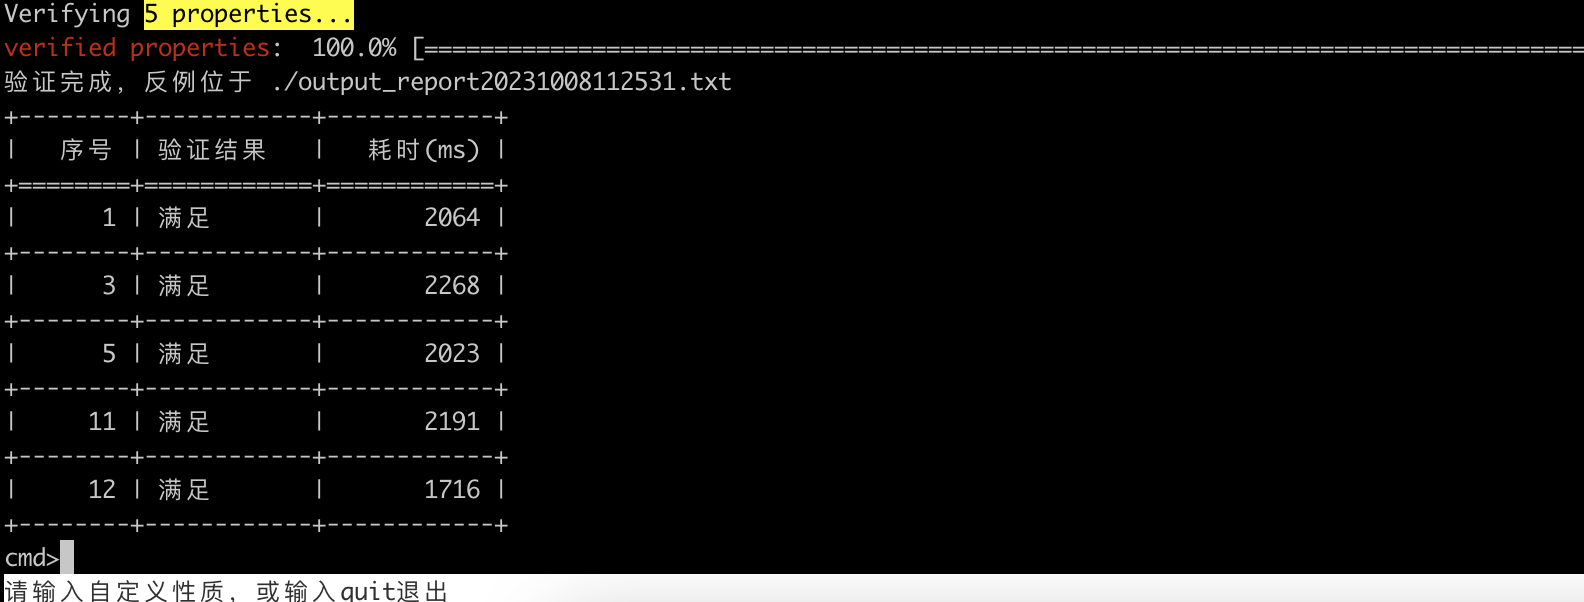 Verifying 5 properties...
verified properties:  100.0% [===================================================================================
验证完成, 反例位于 ./output_report20231008112531.txt
+--------+------------+------------+
|   序号 | 验证结果   |   耗时(ms) |
+========+============+============+
|      1 | 满足       |       2064 |
+--------+------------+------------+
|      3 | 满足       |       2268 |
+--------+------------+------------+
|      5 | 满足       |       2023 |
+--------+------------+------------+
|     11 | 满足       |       2191 |
+--------+------------+------------+
|     12 | 满足       |       1716 |
+--------+------------+------------+
cmd>
请输入自定义性质, 或输入quit退出